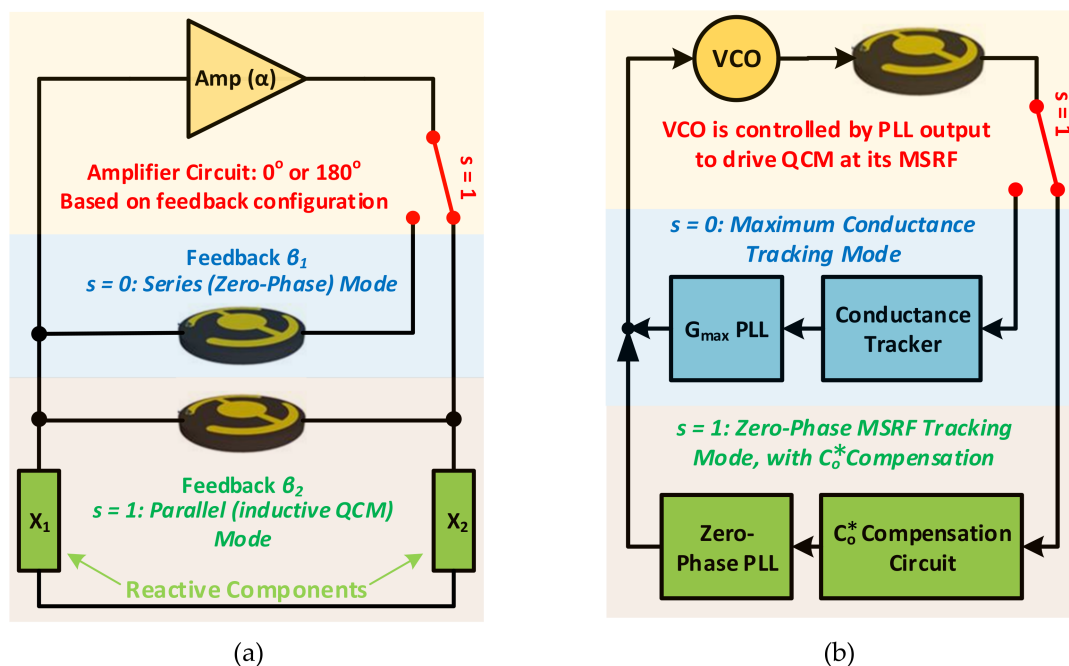 Amp (α)
s = 1
Amplifier Circuit: 0° or 180°
Based on feedback configuration
Feedback β₁
s = 0: Series (Zero-Phase) Mode
Feedback β₂
s = 1: Parallel (inductive QCM)
Mode
X₁
X₂
Reactive Components
(a)
VCO
s = 1
VCO is controlled by PLL output
to drive QCM at its MSRF
s = 0: Maximum Conductance
Tracking Mode
Gmax PLL
Conductance
Tracker
s = 1: Zero-Phase MSRF Tracking
Mode, with Cₒ* Compensation
Zero-
Phase PLL
Cₒ* Compensation
Circuit
(b)